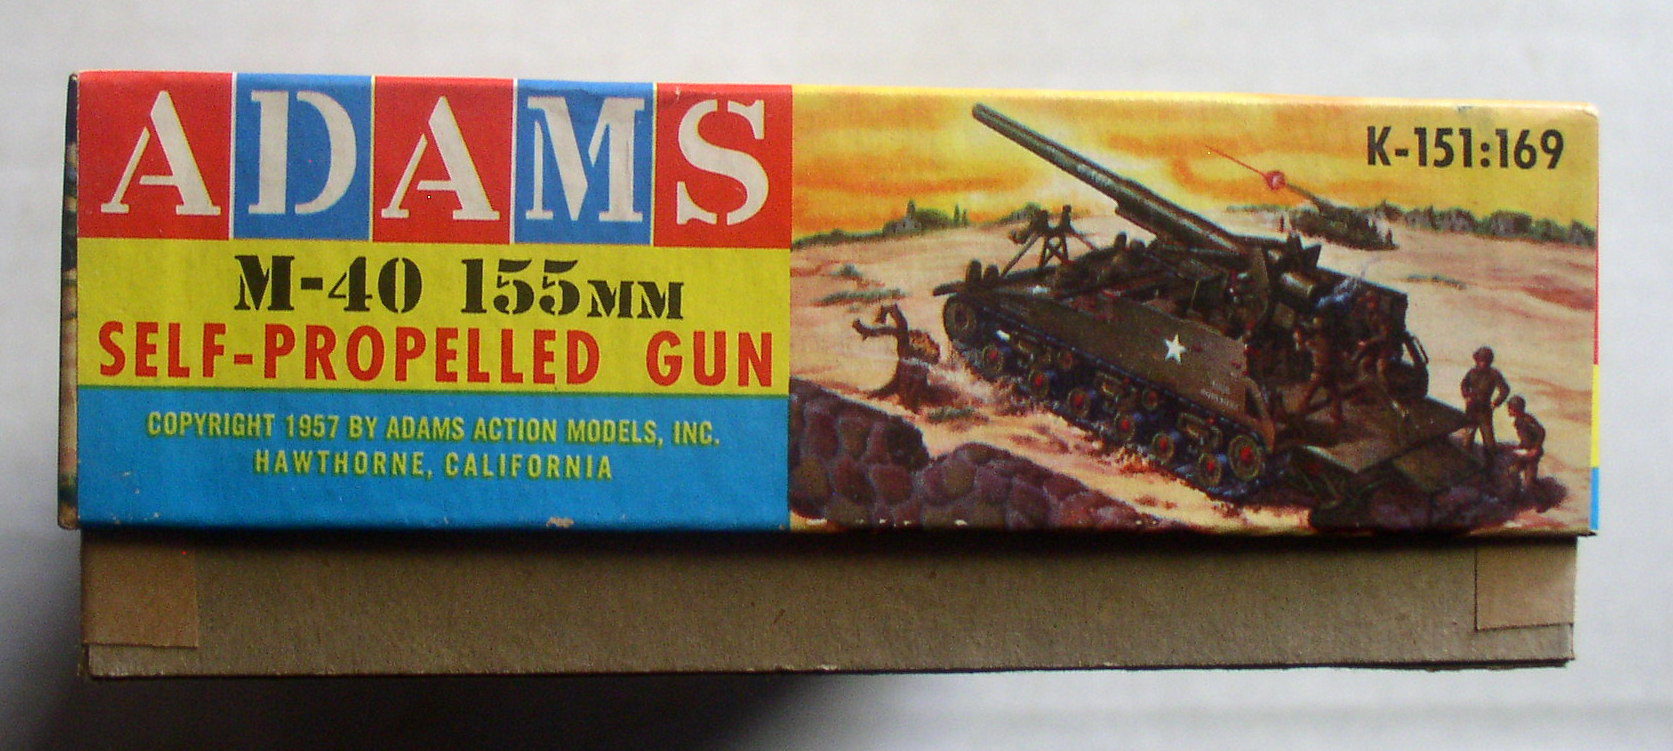 ADAMS
M-40 155MM
SELF-PROPELLED GUN
COPYRIGHT 1957 BY ADAMS ACTION MODELS, INC.
HAWTHORNE, CALIFORNIA
K-151:169